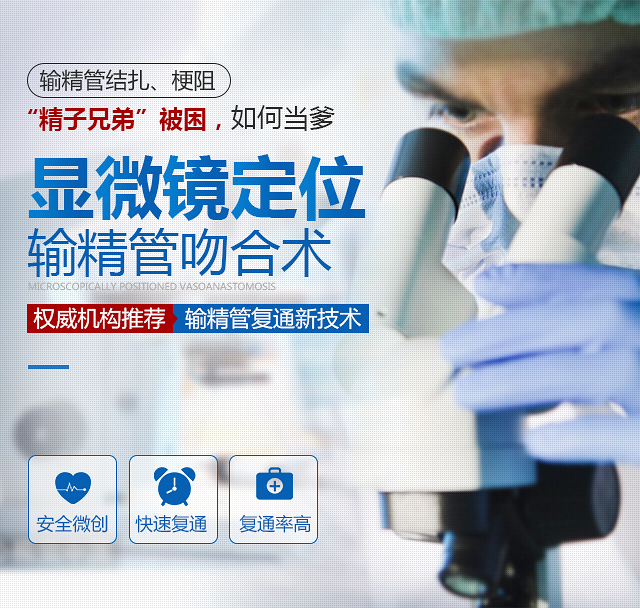 输精管结扎、梗阻
“精子兄弟”被困，如何当爹
显微镜定位
输精管吻合术
MICROSCOPICALLY POSITIONED VASOANASTOMOSIS
权威机构推荐 输精管复通新技术
安全微创 快速复通 复通率高